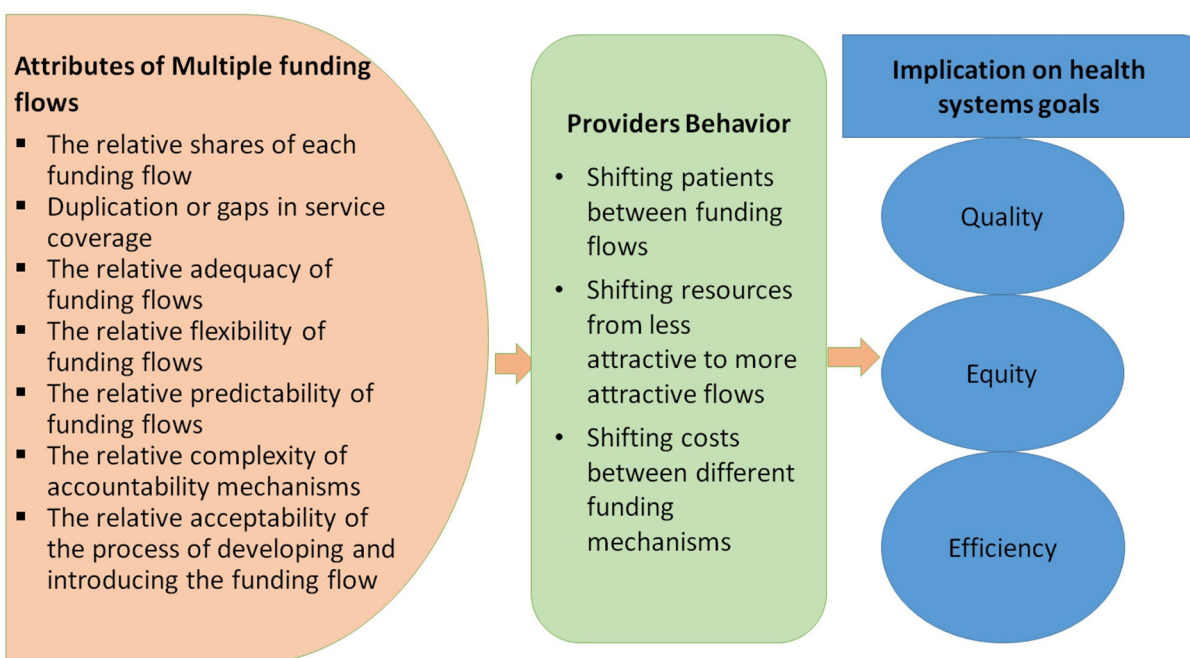 Attributes of Multiple funding
flows
▪ The relative shares of each
funding flow
▪ Duplication or gaps in service
coverage
▪ The relative adequacy of
funding flows
▪ The relative flexibility of
funding flows
▪ The relative predictability of
funding flows
▪ The relative complexity of
accountability mechanisms
▪ The relative acceptability of
the process of developing and
introducing the funding flow
Providers Behavior
• Shifting patients
between funding
flows
• Shifting resources
from less
attractive to more
attractive flows
• Shifting costs
between different
funding
mechanisms
Implication on health
systems goals
Quality
Equity
Efficiency